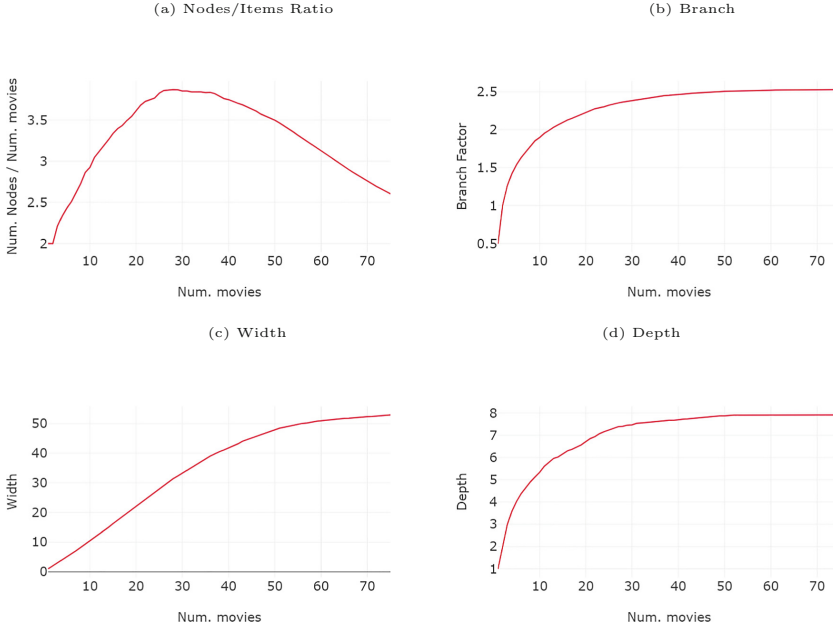 (a) Nodes/Items Ratio
(b) Branch
Num. Nodes / Num. movies
3.5
3
2.5
2
10 20 30 40 50 60 70
Num. movies
Branch Factor
2.5
2
1.5
1
0.5
10 20 30 40 50 60 70
Num. movies
(c) Width
(d) Depth
Width
50
40
30
20
10
0
10 20 30 40 50 60 70
Num. movies
Depth
8
7
6
5
4
3
2
1
10 20 30 40 50 60 70
Num. movies